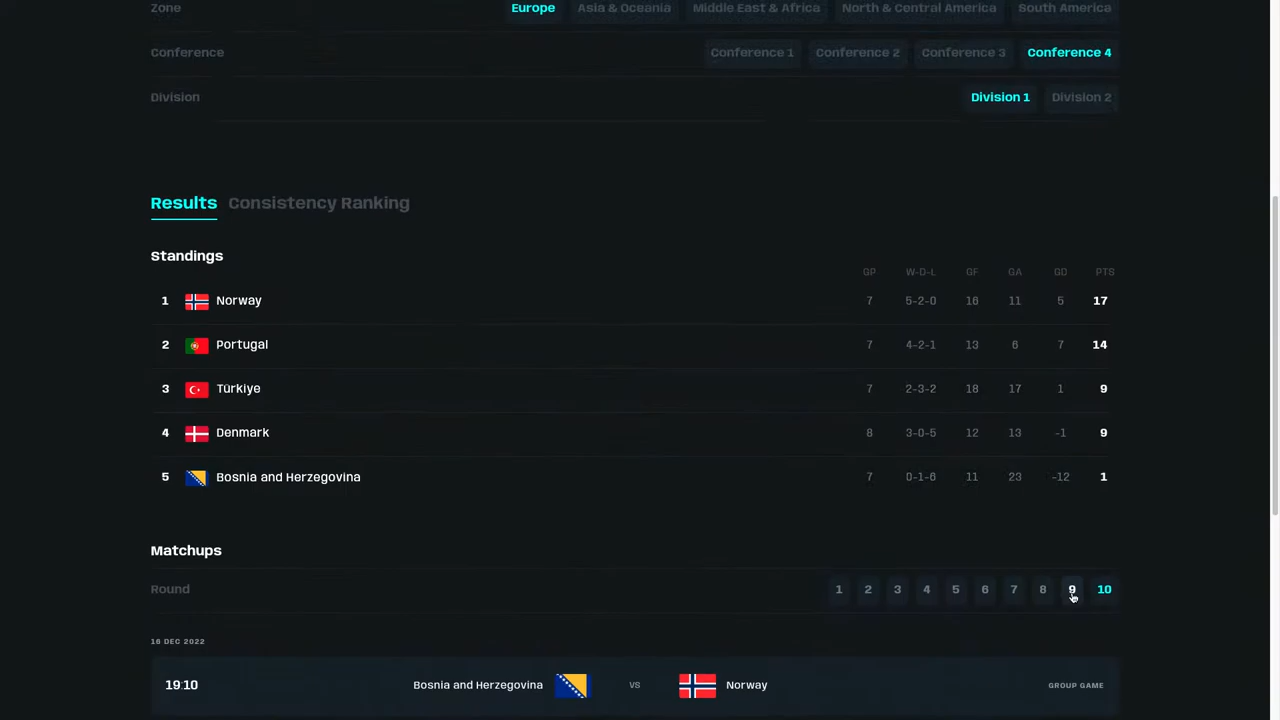 Zone Europe Asia & Oceania Middle East & Africa North & Central America South America
Conference Conference 1 Conference 2 Conference 3 Conference 4
Division Division 1 Division 2
Results Consistency Ranking
Standings
GP W-D-L GF GA GD PTS
1 Norway 7 5-2-0 16 11 5 17
2 Portugal 7 4-2-1 13 6 7 14
3 Türkiye 7 2-3-2 18 17 1 9
4 Denmark 8 3-0-5 12 13 -1 9
5 Bosnia and Herzegovina 7 0-1-6 11 23 -12 1
Matchups
Round 1 2 3 4 5 6 7 8 9 10
16 DEC 2022
19:10 Bosnia and Herzegovina VS Norway GROUP GAME